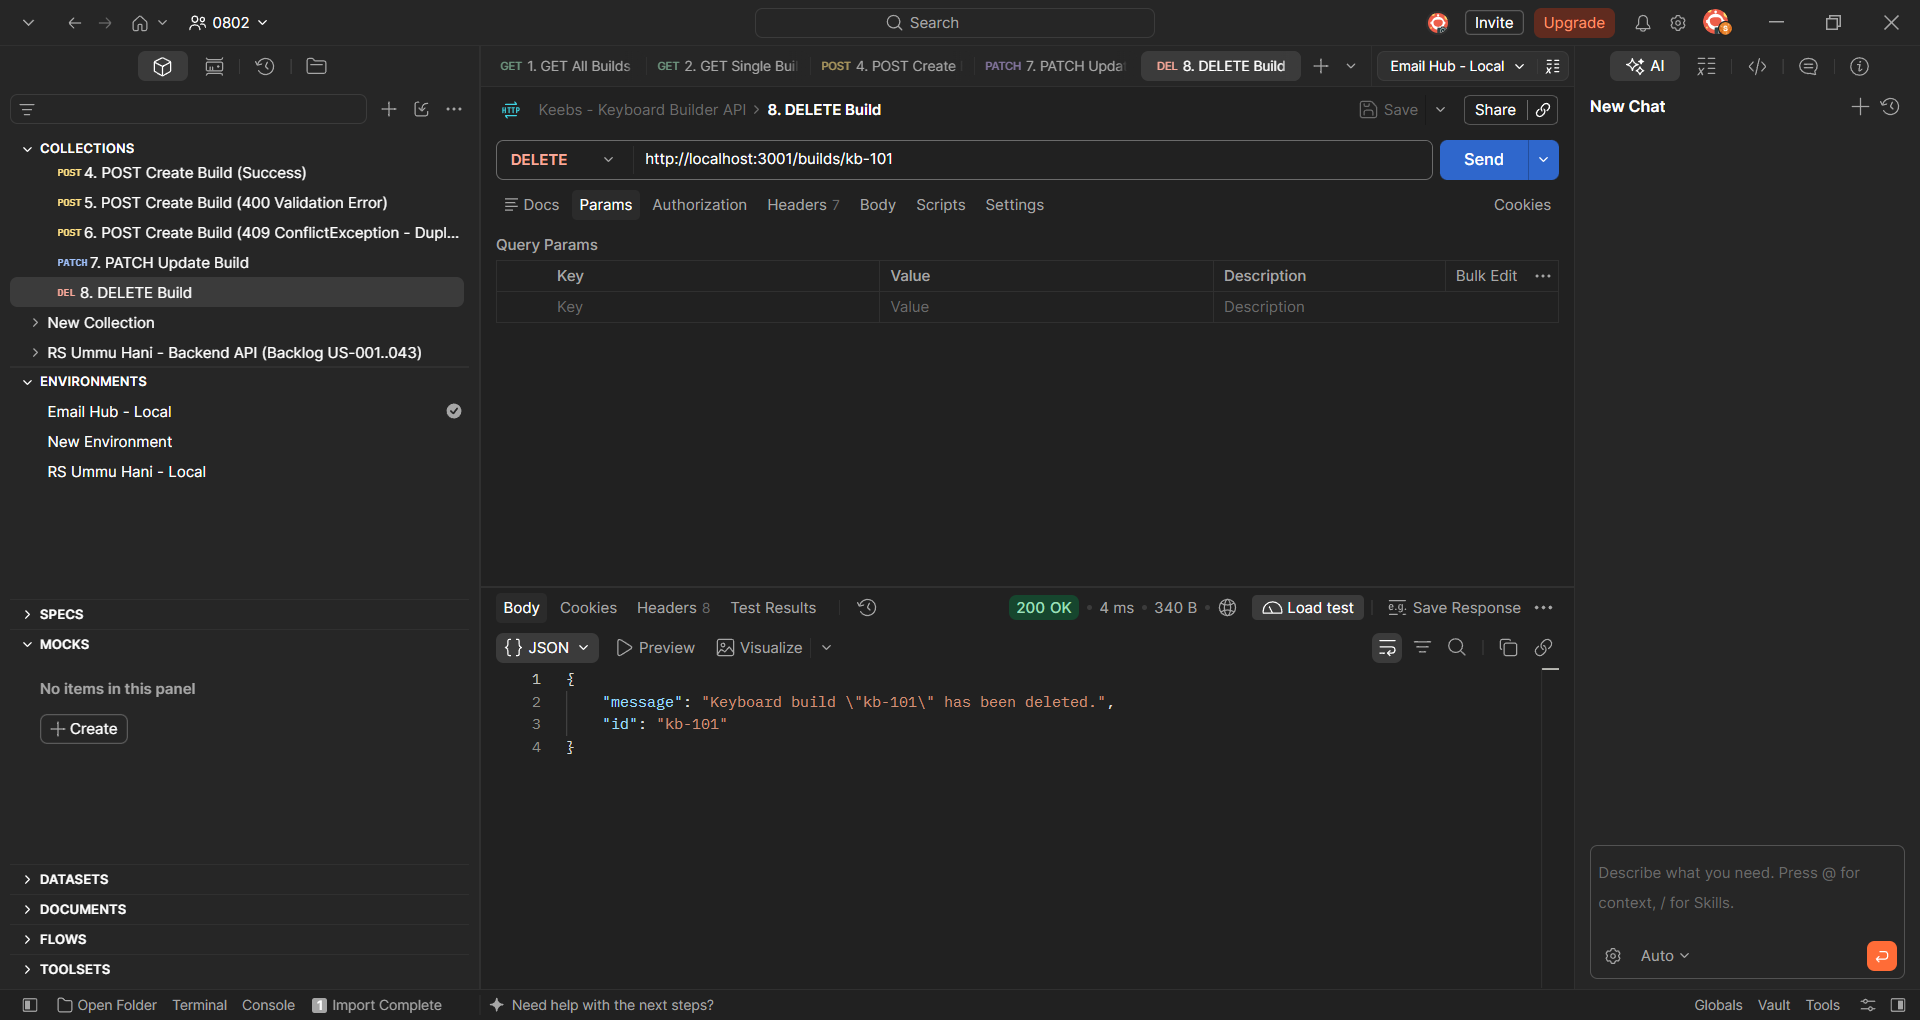 0802
Search
Invite
Upgrade
GET 1. GET All Builds
GET 2. GET Single Buil
POST 4. POST Create
PATCH 7. PATCH Upda
DEL 8. DELETE Build
Email Hub - Local
AI
Keebs - Keyboard Builder API > 8. DELETE Build
Save
Share
New Chat
COLLECTIONS
POST 4. POST Create Build (Success)
POST 5. POST Create Build (400 Validation Error)
POST 6. POST Create Build (409 ConflictException - Dupl...
PATCH 7. PATCH Update Build
DEL 8. DELETE Build
New Collection
RS Ummu Hani - Backend API (Backlog US-001..043)
ENVIRONMENTS
Email Hub - Local
New Environment
RS Ummu Hani - Local
SPECS
MOCKS
No items in this panel
Create
DATASETS
DOCUMENTS
FLOWS
TOOLSETS
HTTP
DELETE
http://localhost:3001/builds/kb-101
Send
Docs
Params
Authorization
Headers 7
Body
Scripts
Settings
Cookies
Query Params
Key
Value
Description
Bulk Edit
Key
Value
Description
Body
Cookies
Headers 8
Test Results
200 OK
4 ms
340 B
Load test
e.g. Save Response
{} JSON
Preview
Visualize
1 {
2 "message": "Keyboard build \"kb-101\" has been deleted.",
3 "id": "kb-101"
4 }
Describe what you need. Press @ for
context, / for Skills.
Auto
Open Folder
Terminal
Console
1 Import Complete
Need help with the next steps?
Globals
Vault
Tools